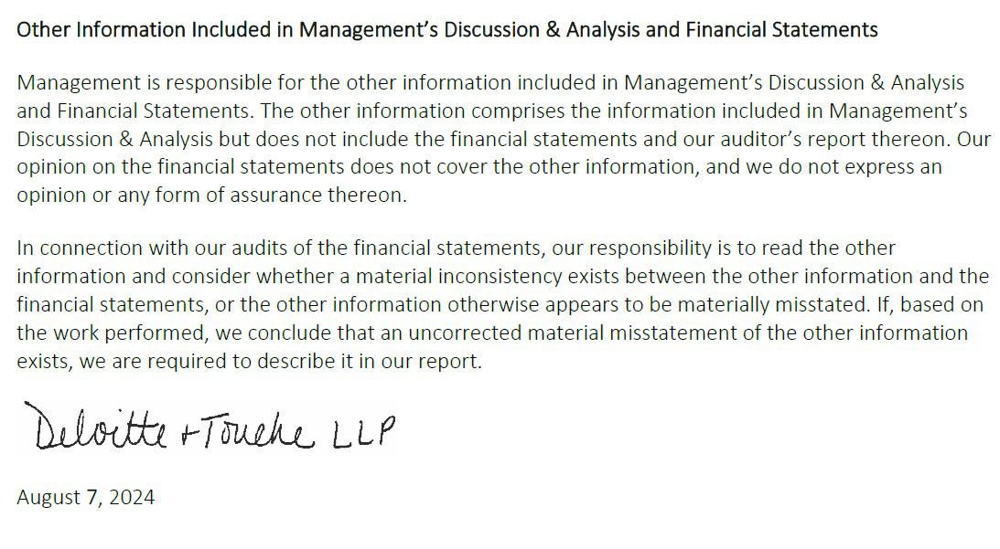 Other Information Included in Management’s Discussion & Analysis and Financial Statements
Management is responsible for the other information included in Management’s Discussion & Analysis
and Financial Statements. The other information comprises the information included in Management’s
Discussion & Analysis but does not include the financial statements and our auditor’s report thereon. Our
opinion on the financial statements does not cover the other information, and we do not express an
opinion or any form of assurance thereon.
In connection with our audits of the financial statements, our responsibility is to read the other
information and consider whether a material inconsistency exists between the other information and the
financial statements, or the other information otherwise appears to be materially misstated. If, based on
the work performed, we conclude that an uncorrected material misstatement of the other information
exists, we are required to describe it in our report.
Deloitte + Touche LLP
August 7, 2024